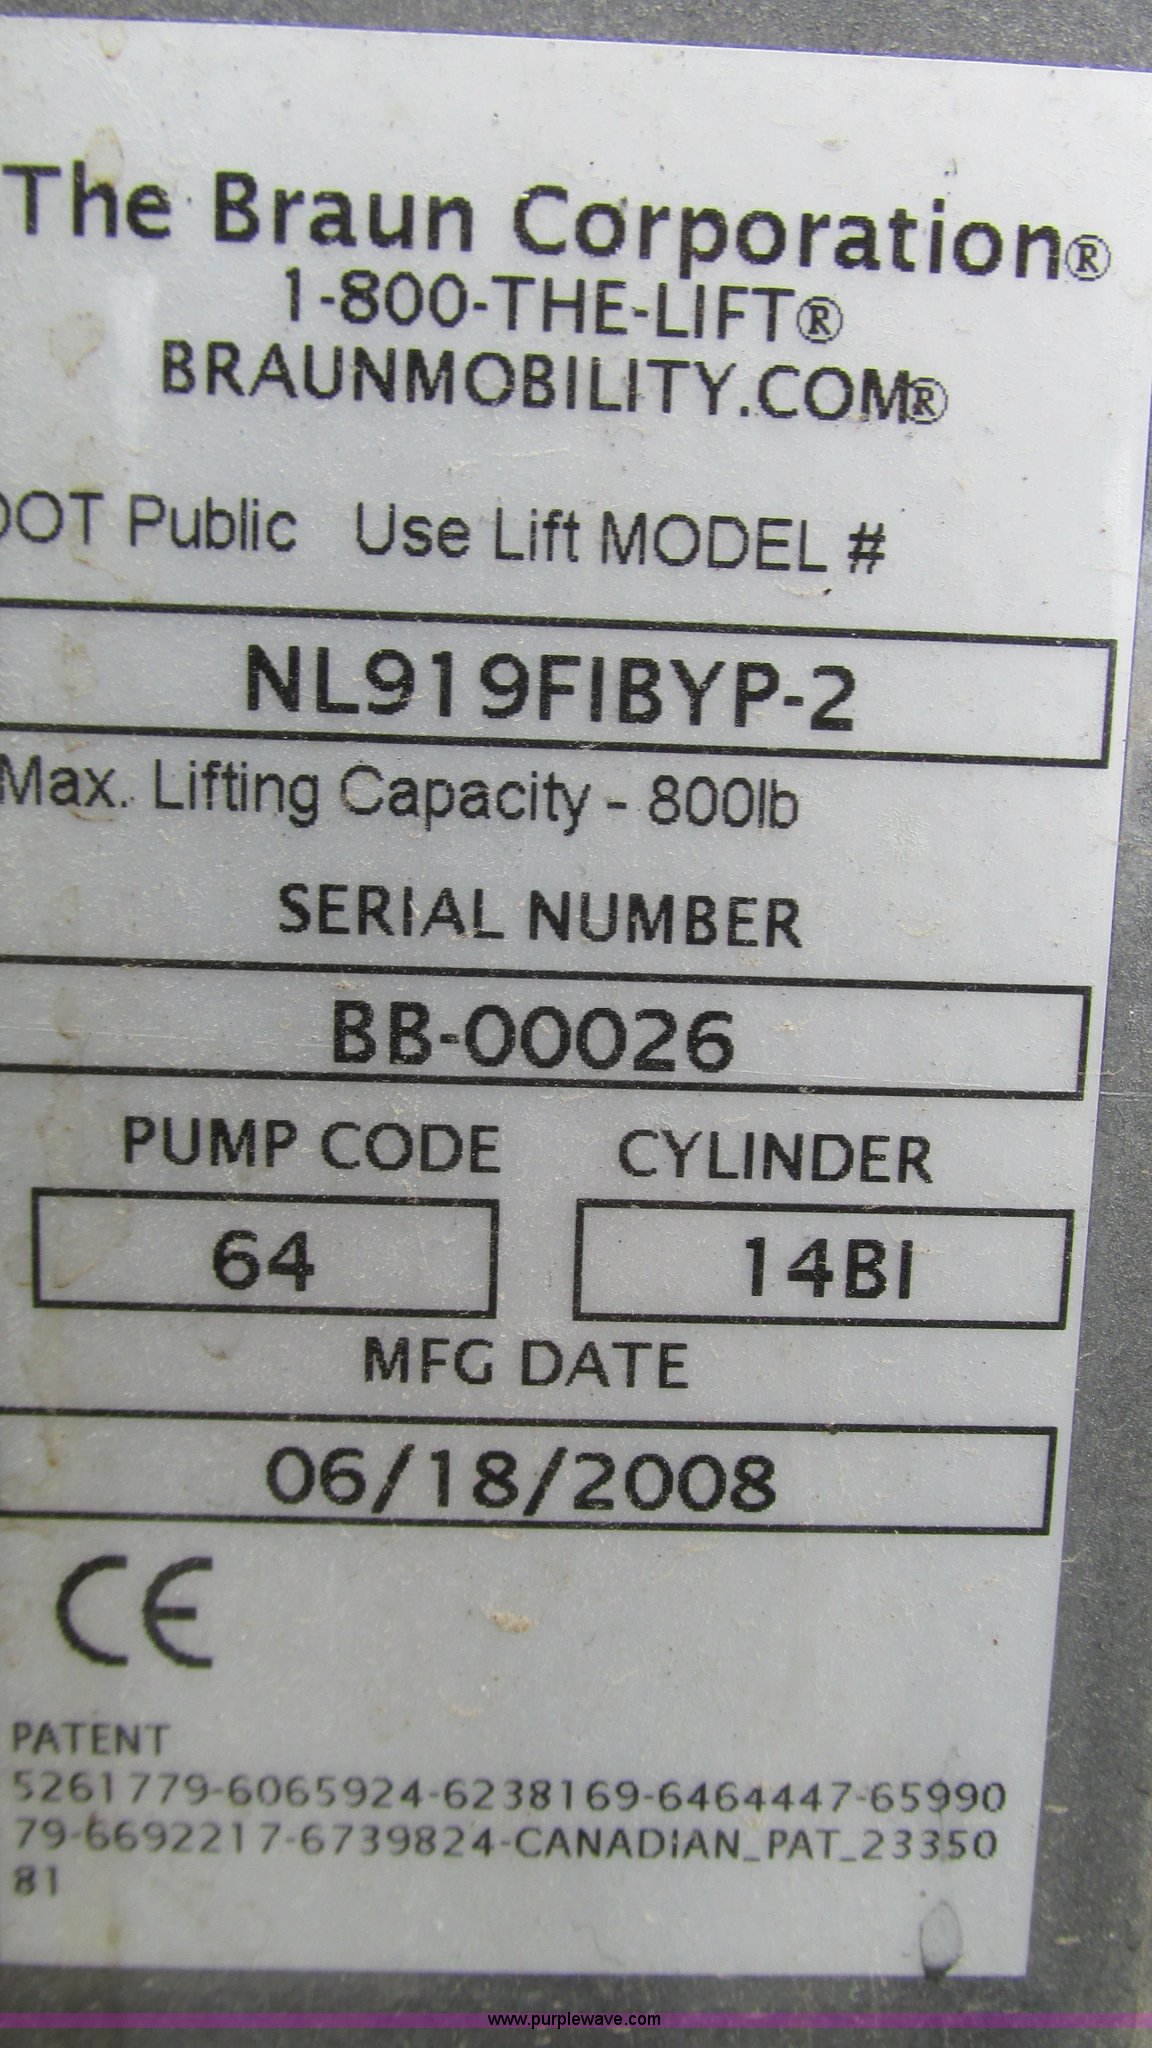 The Braun Corporation®
1-800-THE-LIFT®
BRAUNMOBILITY.COM®
DOT Public Use Lift MODEL #
NL919FIBYP-2
Max. Lifting Capacity - 800lb
SERIAL NUMBER
BB-00026
PUMP CODE CYLINDER
64 14BI
MFG DATE
06/18/2008
CE
PATENT
5261779-6065924-6238169-6464447-65990
79-6692217-6739824-CANADIAN_PAT_23350
81
www.purplewave.com